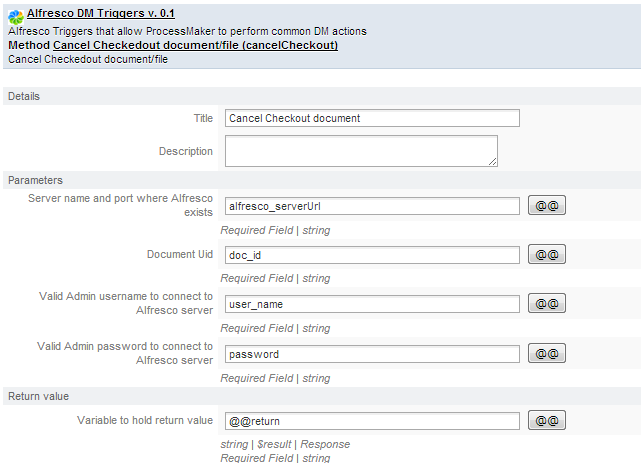 Alfresco DM Triggers v. 0.1
Alfresco Triggers that allow ProcessMaker to perform common DM actions
Method Cancel Checkedout document/file (cancelCheckout)
Cancel Checkedout document/file
Details
Title Cancel Checkout document
Description
Parameters
Server name and port where Alfresco
exists alfresco_serverUrl @@
Required Field | string
Document Uid doc_id @@
Required Field | string
Valid Admin username to connect to
Alfresco server user_name @@
Required Field | string
Valid Admin password to connect to
Alfresco server password @@
Required Field | string
Return value
Variable to hold return value @@return @@
string | $result | Response
Required Field | string